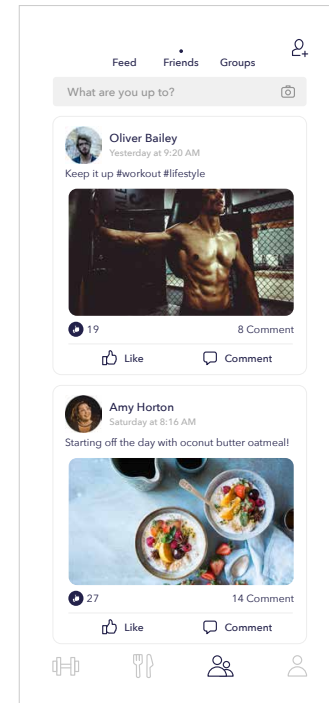 Feed Friends Groups
What are you up to?
Oliver Bailey
Yesterday at 9:20 AM
Keep it up #workout #lifestyle
19 8 Comment
Like Comment
Amy Horton
Saturday at 8:16 AM
Starting off the day with oconut butter oatmeal!
27 14 Comment
Like Comment